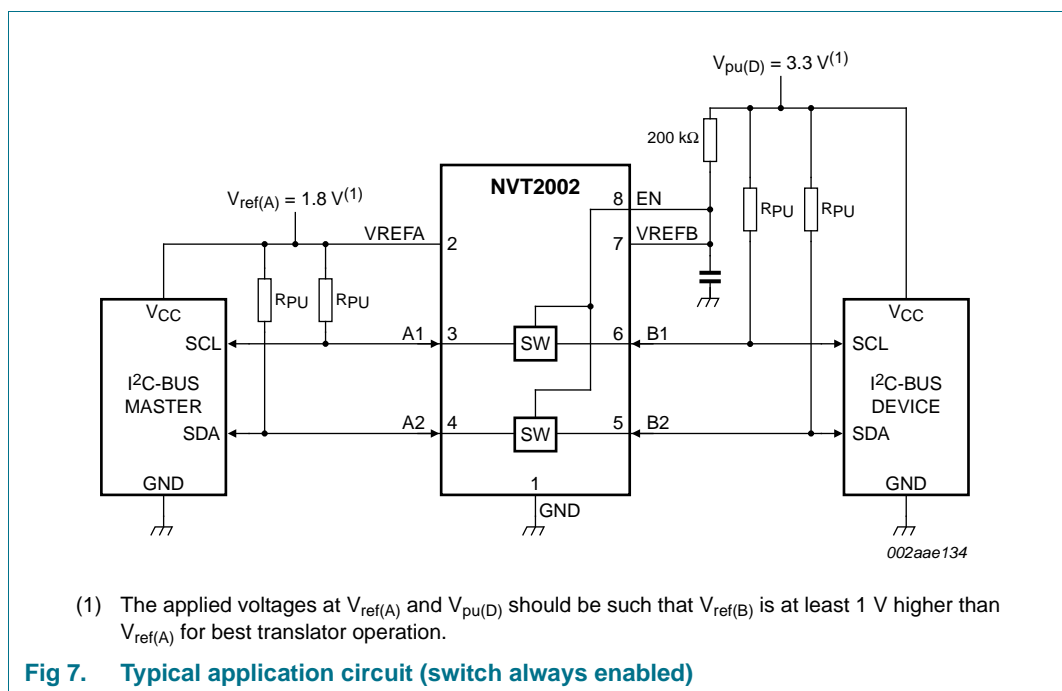 Vpu(D) = 3.3 V(1)
200 kΩ
NVT2002
8 EN
Vref(A) = 1.8 V(1)
RPU RPU
VREFA 2
7 VREFB
RPU RPU
VCC
VCC
SCL A1 3 SW 6 B1 SCL
I2C-BUS
MASTER
I2C-BUS
DEVICE
SDA A2 4 SW 5 B2 SDA
GND
1
GND
GND
002aae134
(1) The applied voltages at Vref(A) and Vpu(D) should be such that Vref(B) is at least 1 V higher than
Vref(A) for best translator operation.
Fig 7. Typical application circuit (switch always enabled)